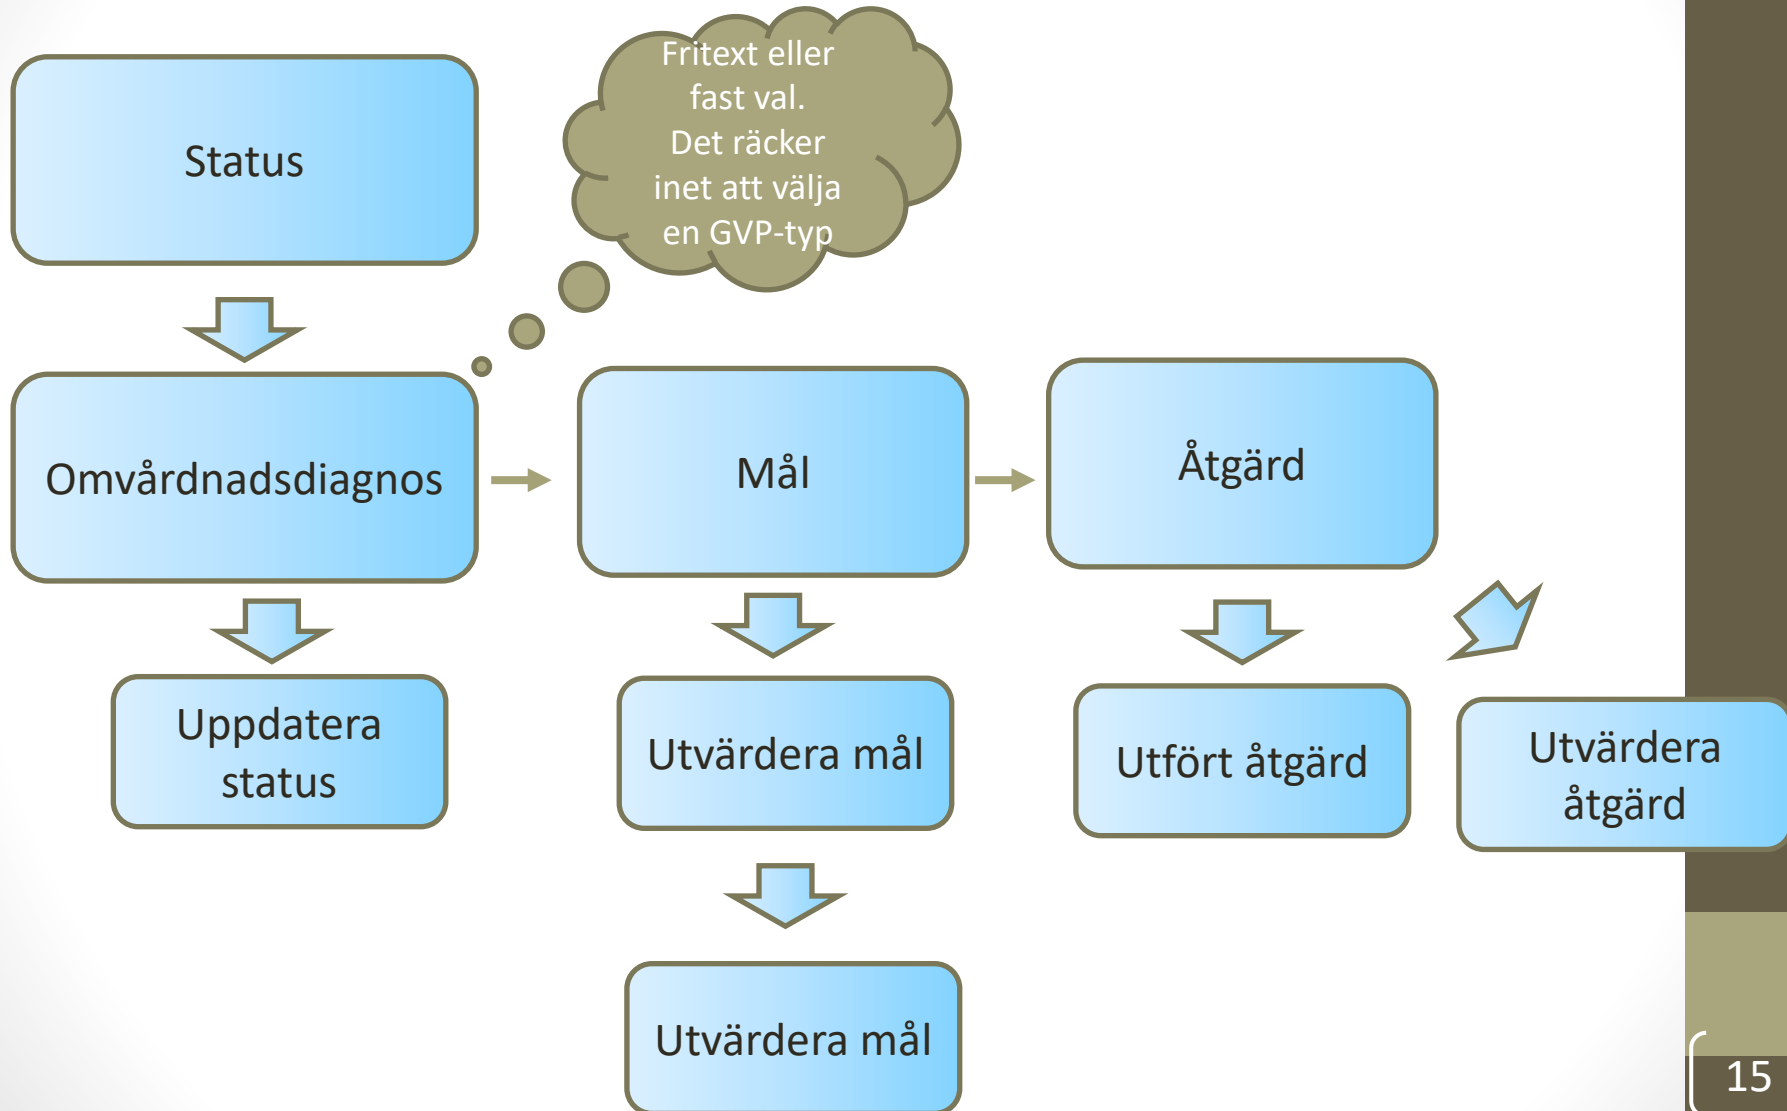 Status
Fritext eller
fast val.
Det räcker
inet att välja
en GVP-typ
Omvårdnadsdiagnos
Mål
Åtgärd
Uppdatera
status
Utvärdera mål
Utfört åtgärd
Utvärdera
åtgärd
Utvärdera mål
15